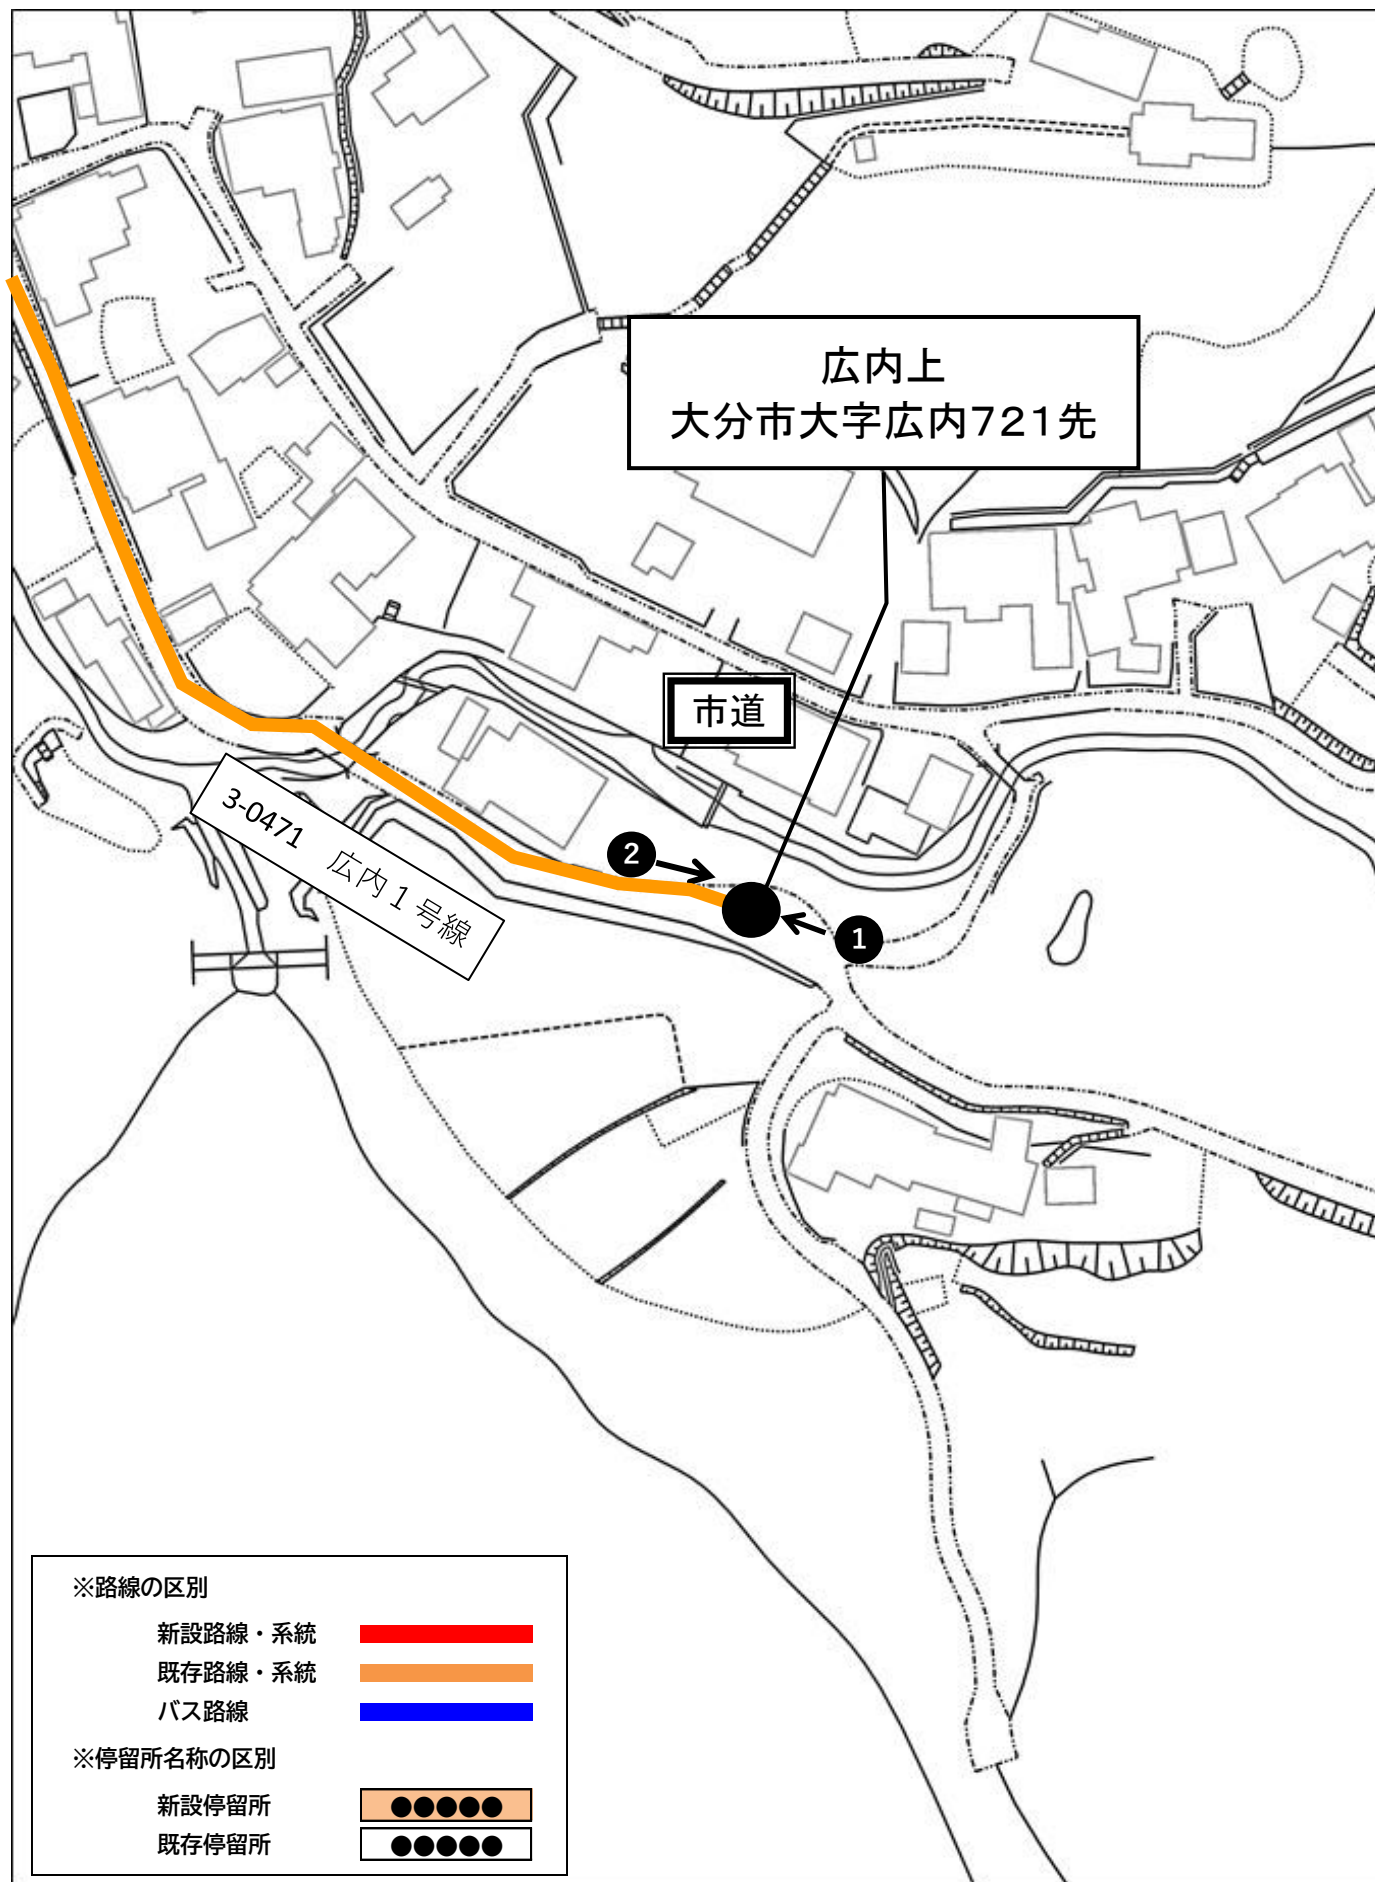 広内上
大分市大字広内721先
市道
3-0471　広内1号線
2
1
※路線の区別
新設路線・系統
既存路線・系統
バス路線
※停留所名称の区別
新設停留所 ●●●●●
既存停留所 ●●●●●